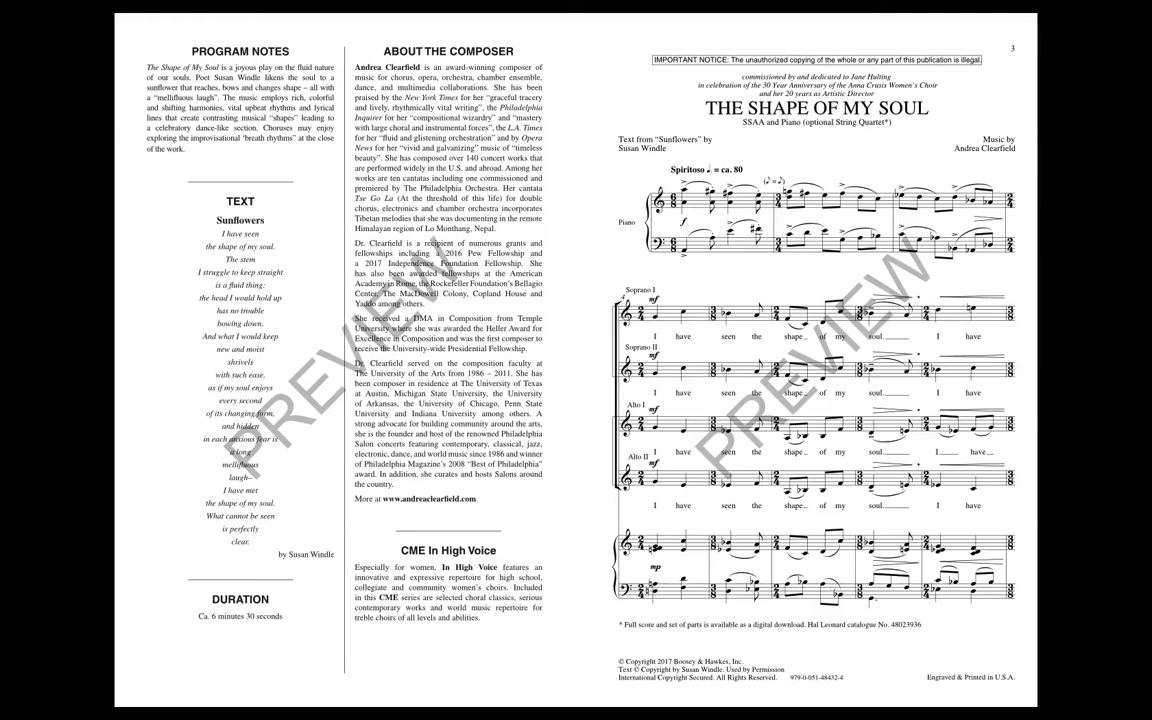 PROGRAM NOTES
The Shape of My Soul is a joyous play on the fluid nature
of our souls. Poet Susan Windle likens the soul to a
sunflower that reaches, bows and changes shape – all with
a “mellifluous laugh”. The music employs rich, colorful
and shifting harmonies, vital upbeat rhythms and lyrical
lines that create contrasting musical “shapes” leading to
a celebratory dance-like section. Choruses may enjoy
exploring the improvisational ‘breath rhythms” at the close
of the work.
TEXT
Sunflowers
I have seen
the shape of my soul.
The stem
I struggle to keep straight
is a fluid thing:
the head I would hold up
has no trouble
bowing down.
And what I would keep
new and moist
shrivels
with such ease,
as if my soul enjoys
every second
of its changing form,
and hidden
in each anxious fear is
a long
mellifluous
laugh–
I have met
the shape of my soul.
What cannot be seen
is perfectly
clear.
by Susan Windle
DURATION
Ca. 6 minutes 30 seconds
ABOUT THE COMPOSER
Andrea Clearfield is an award-winning composer of
music for chorus, opera, orchestra, chamber ensemble,
dance, and multimedia collaborations. She has been
praised by the New York Times for her “graceful tracery
and lively, rhythmically vital writing”, the Philadelphia
Inquirer for her “compositional wizardry” and “mastery
with large choral and instrumental forces”, the L.A. Times
for her “fluid and glistening orchestration” and by Opera
News for her “vivid and galvanizing” music of “timeless
beauty”. She has composed over 140 concert works that
are performed widely in the U.S. and abroad. Among her
works are ten cantatas including one commissioned and
premiered by The Philadelphia Orchestra. Her cantata
Tse Go La (At the threshold of this life) for double
chorus, electronics and chamber orchestra incorporates
Tibetan melodies that she was documenting in the remote
Himalayan region of Lo Monthang, Nepal.
Dr. Clearfield is a recipient of numerous grants and
fellowships including a 2016 Pew Fellowship and
a 2017 Independence Foundation Fellowship. She
has also been awarded fellowships at the American
Academy in Rome, the Rockefeller Foundation’s Bellagio
Center, The MacDowell Colony, Copland House and
Yaddo among others.
She received a DMA in Composition from Temple
University where she was awarded the Heller Award for
Excellence in Composition and was the first composer to
receive the University-wide Presidential Fellowship.
Dr. Clearfield served on the composition faculty at
The University of the Arts from 1986 – 2011. She has
been composer in residence at The University of Texas
at Austin, Michigan State University, the University
of Arkansas, the University of Chicago, Penn State
University and Indiana University among others. A
strong advocate for building community around the arts,
she is the founder and host of the renowned Philadelphia
Salon concerts featuring contemporary, classical, jazz,
electronic, dance, and world music since 1986 and winner
of Philadelphia Magazine’s 2008 “Best of Philadelphia”
award. In addition, she curates and hosts Salons around
the country.
More at www.andreaclearfield.com
CME In High Voice
Especially for women, In High Voice features an
innovative and expressive repertoire for high school,
collegiate and community women’s choirs. Included
in this CME series are selected choral classics, serious
contemporary works and world music repertoire for
treble choirs of all levels and abilities.
PREVIEW
3
IMPORTANT NOTICE: The unauthorized copying of the whole or any part of this publication is illegal.
commissioned by and dedicated to Jane Hulting
in celebration of the 30 Year Anniversary of the Anna Crusis Women’s Choir
and her 20 years as Artistic Director
THE SHAPE OF MY SOUL
SSAA and Piano (optional String Quartet*)
Text from “Sunflowers” by
Susan Windle
Music by
Andrea Clearfield
Spiritoso ♩. = ca. 80
(♪ = ♪)
Piano
f
4
Soprano I
mf
I have seen the shape_ of my soul.____ I have
Soprano II
mf
I have seen the shape_ of my soul.____ I have
Alto I
mf
I have seen the shape_ of my soul.____ I____ have_
Alto II
mf
I have seen the shape_ of my soul.____ I have
mp
* Full score and set of parts is available as a digital download. Hal Leonard catalogue No. 48023936
© Copyright 2017 Boosey & Hawkes, Inc.
Text © Copyright by Susan Windle. Used by Permission
International Copyright Secured. All Rights Reserved. 979-0-051-48432-4
Engraved & Printed in U.S.A.
PREVIEW